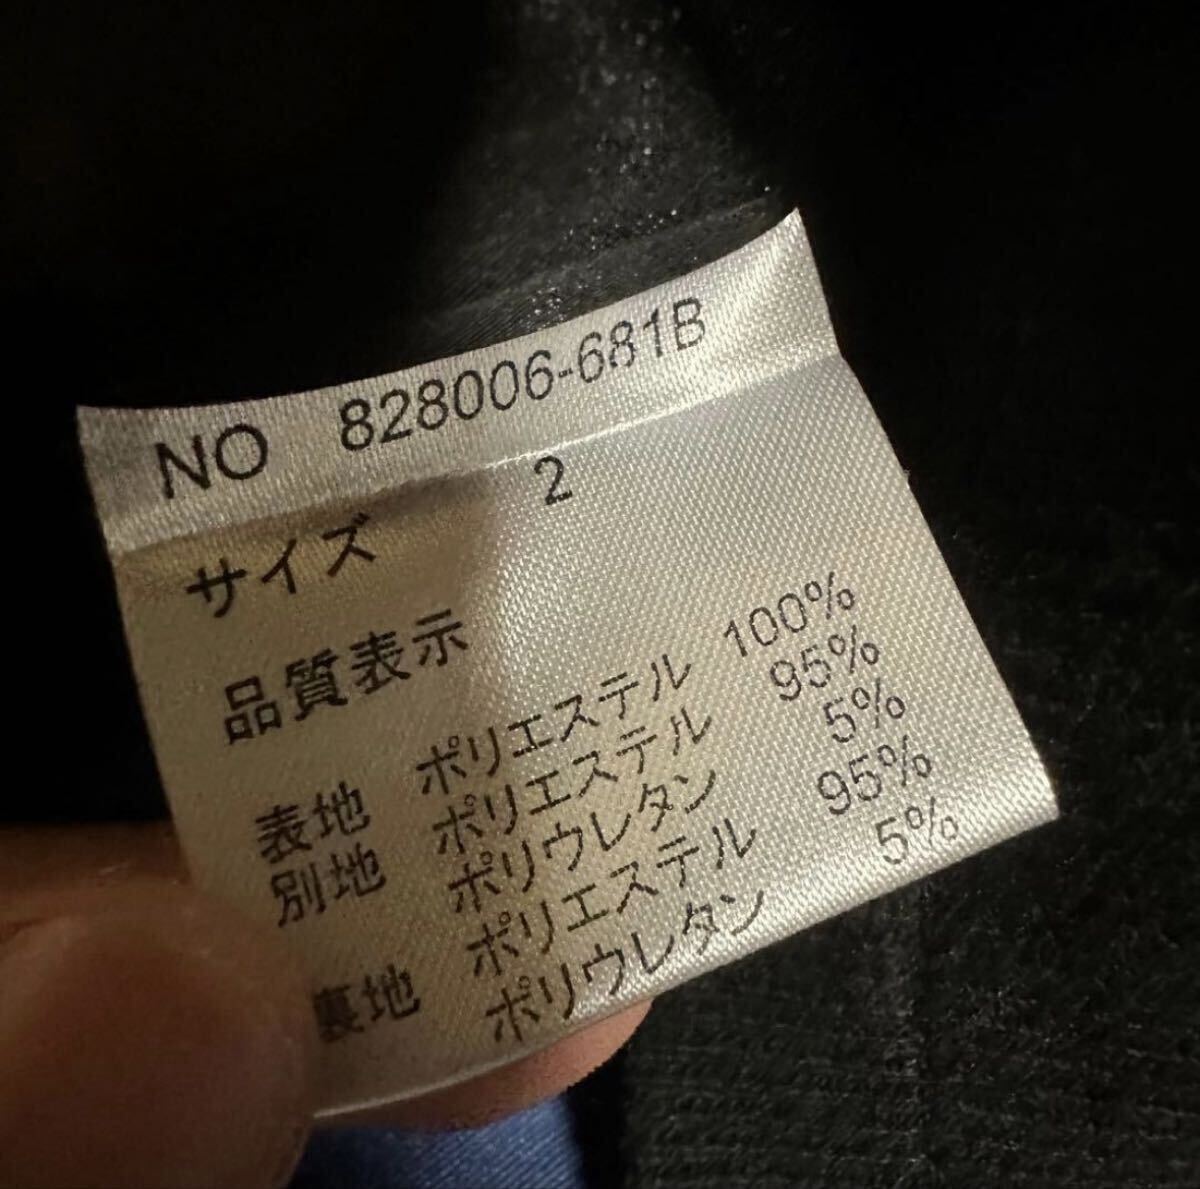 NO 828006-681B
サイズ 2
品質表示
表地 ポリエステル 100%
別地 ポリエステル 95%
ポリウレタン 5%
裏地 ポリエステル 95%
ポリウレタン 5%